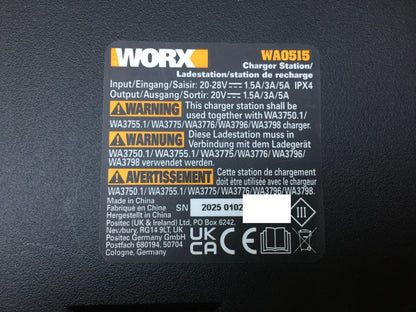 WORX
WA0515
Charger Station/
Ladestation/station de recharge
Input/Eingang/Saisir: 20-28V⎓1.5A/3A/5A IPX4
Output/Ausgang/Sortir: 20V⎓1.5A/3A/5A
WARNING This charger station shall be
used together with WA3750.1/
WA3755.1/ WA3775/WA3776/WA3796/WA3798 charger.
WARNUNG Diese Ladestation muss in
Verbindung mit dem Ladegerät
WA3750.1/ WA3755.1/ WA3775/ WA3776/ WA3796/
WA3798 verwendet werden.
AVERTISSEMENT Cette station de chargement
doit être utilisée avec le chargeur
WA3750.1/ WA3755.1/ WA3775/ WA3776/ WA3796/ WA3798
Made in China
Fabriqué en Chine
Hergestellt in China
SN 2025 0102
Positec (UK & Ireland) Ltd, PO Box 6242,
Newbury, RG14 9LT, UK
Positec Germany GmbH
Postfach 680194, 50704
Cologne, Germany
UK
CA
CE
III